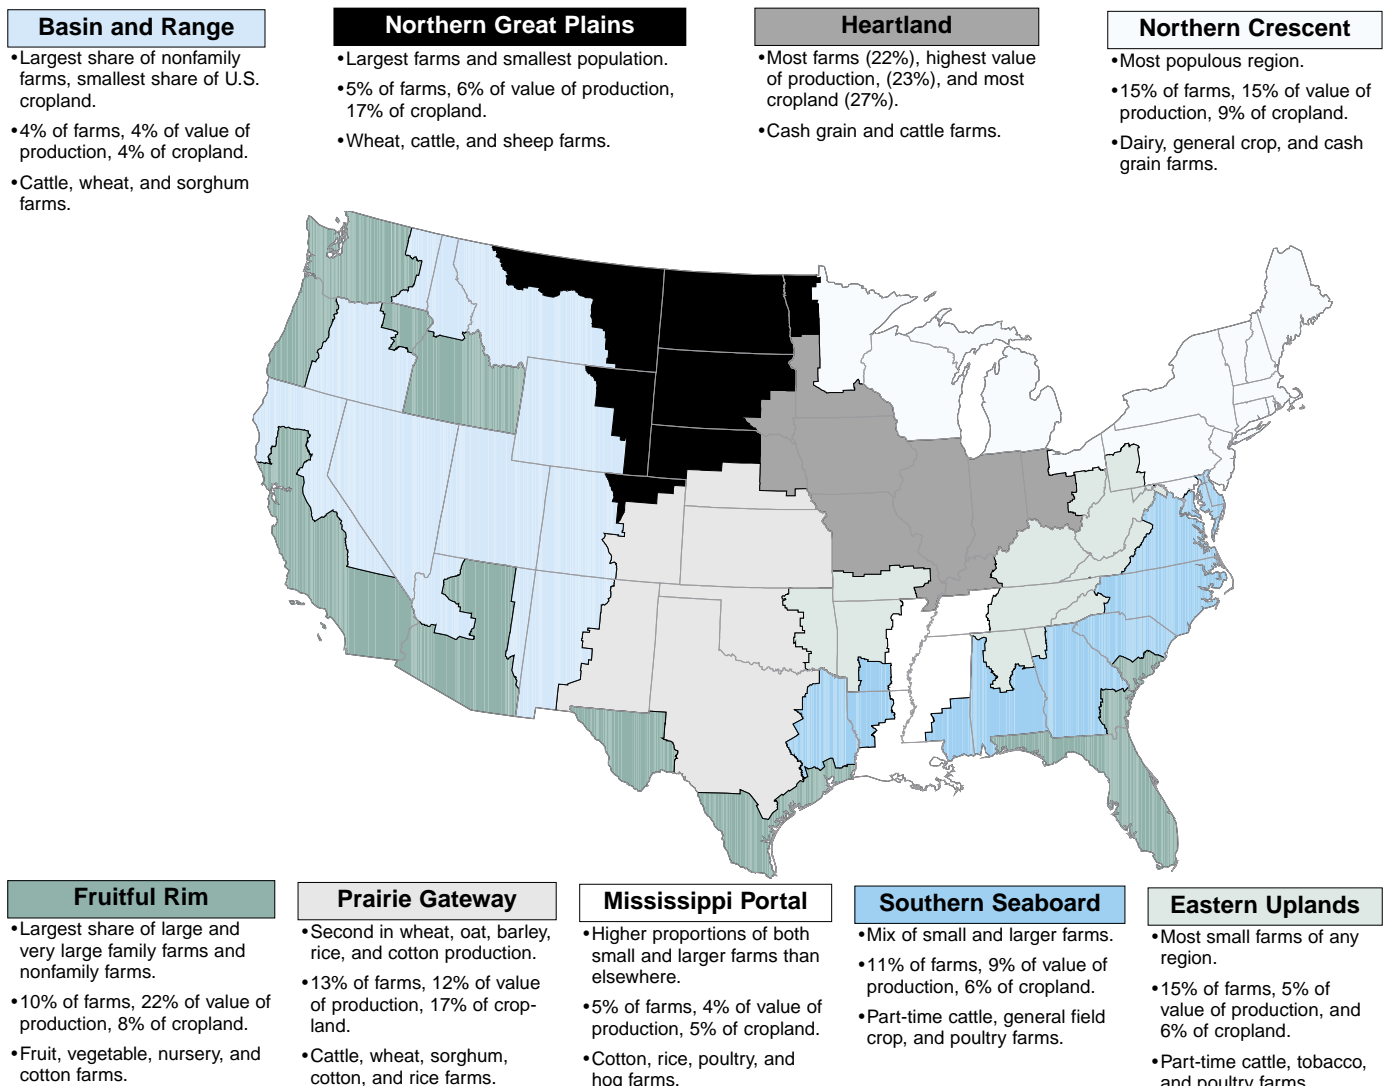 Basin and Range
•Largest share of nonfamily
farms, smallest share of U.S.
cropland.
•4% of farms, 4% of value of
production, 4% of cropland.
•Cattle, wheat, and sorghum
farms.
Northern Great Plains
•Largest farms and smallest population.
•5% of farms, 6% of value of production,
17% of cropland.
•Wheat, cattle, and sheep farms.
Heartland
•Most farms (22%), highest value
of production, (23%), and most
cropland (27%).
•Cash grain and cattle farms.
Northern Crescent
•Most populous region.
•15% of farms, 15% of value of
production, 9% of cropland.
•Dairy, general crop, and cash
grain farms.
Fruitful Rim
•Largest share of large and
very large family farms and
nonfamily farms.
•10% of farms, 22% of value of
production, 8% of cropland.
•Fruit, vegetable, nursery, and
cotton farms.
Prairie Gateway
•Second in wheat, oat, barley,
rice, and cotton production.
•13% of farms, 12% of value
of production, 17% of crop-
land.
•Cattle, wheat, sorghum,
cotton, and rice farms.
Mississippi Portal
•Higher proportions of both
small and larger farms than
elsewhere.
•5% of farms, 4% of value of
production, 5% of cropland.
•Cotton, rice, poultry, and
hog farms.
Southern Seaboard
•Mix of small and larger farms.
•11% of farms, 9% of value of
production, 6% of cropland.
•Part-time cattle, general field
crop, and poultry farms.
Eastern Uplands
•Most small farms of any
region.
•15% of farms, 5% of
value of production, and
6% of cropland.
•Part-time cattle, tobacco,
and poultry farms.